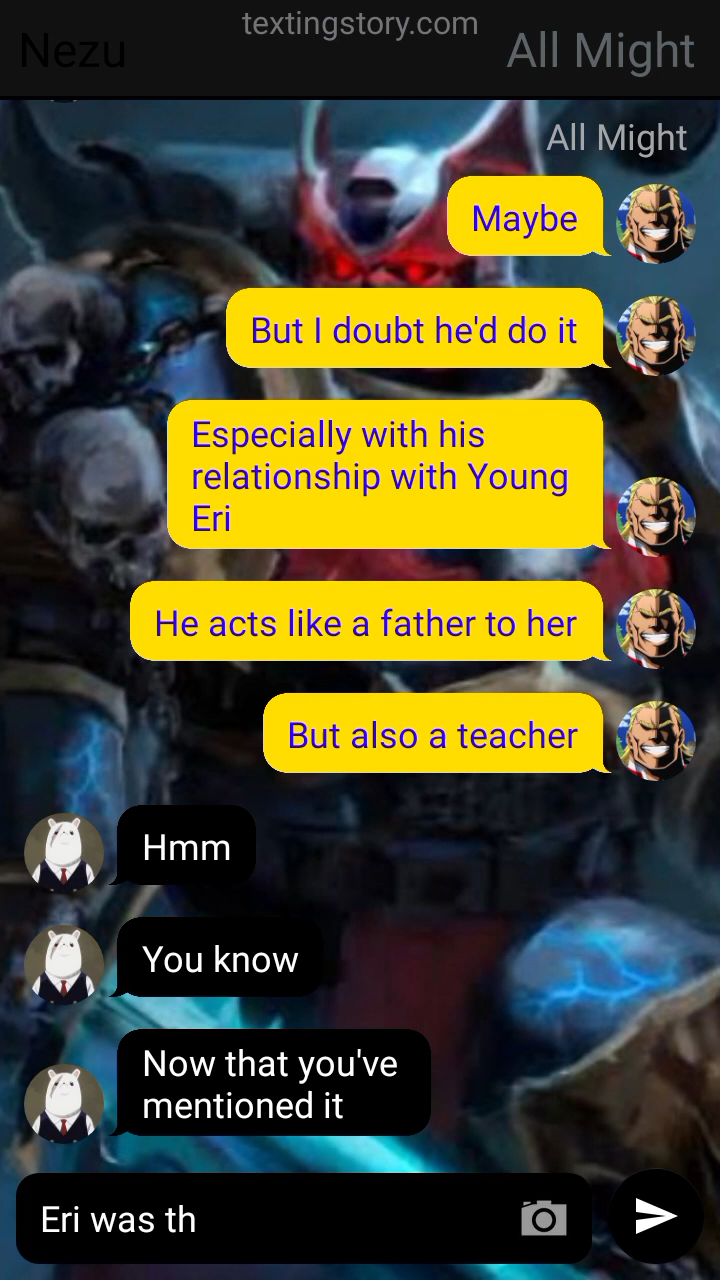 textingstory.com
Nezu
All Might
All Might
Maybe
But I doubt he'd do it
Especially with his
relationship with Young
Eri
He acts like a father to her
But also a teacher
Hmm
You know
Now that you've
mentioned it
Eri was th